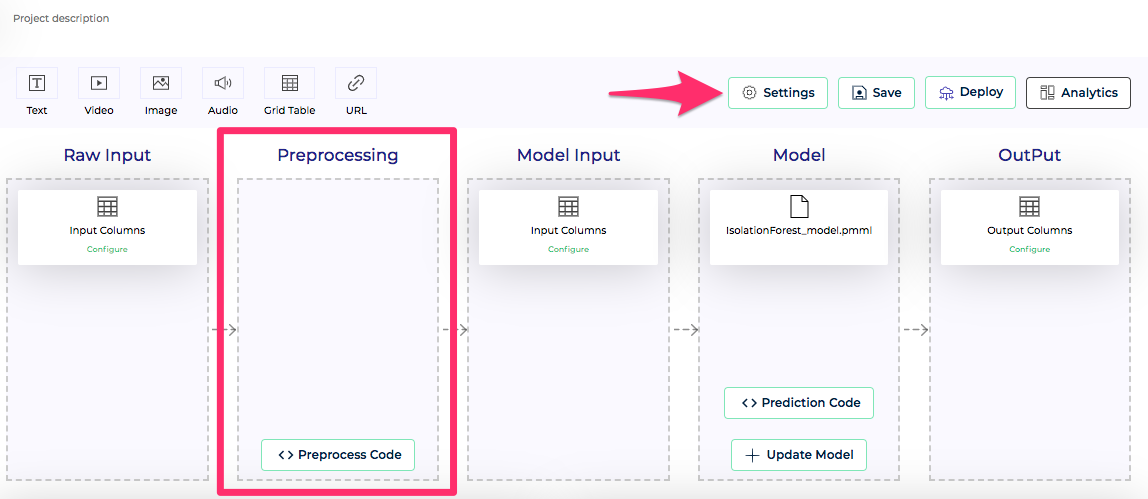 Project description
Text
Video
Image
Audio
Grid Table
URL
Settings
Save
Deploy
Analytics
Raw Input
Preprocessing
Model Input
Model
OutPut
Input Columns
Configure
Input Columns
Configure
IsolationForest_model.pmml
Output Columns
Configure
Prediction Code
Preprocess Code
Update Model